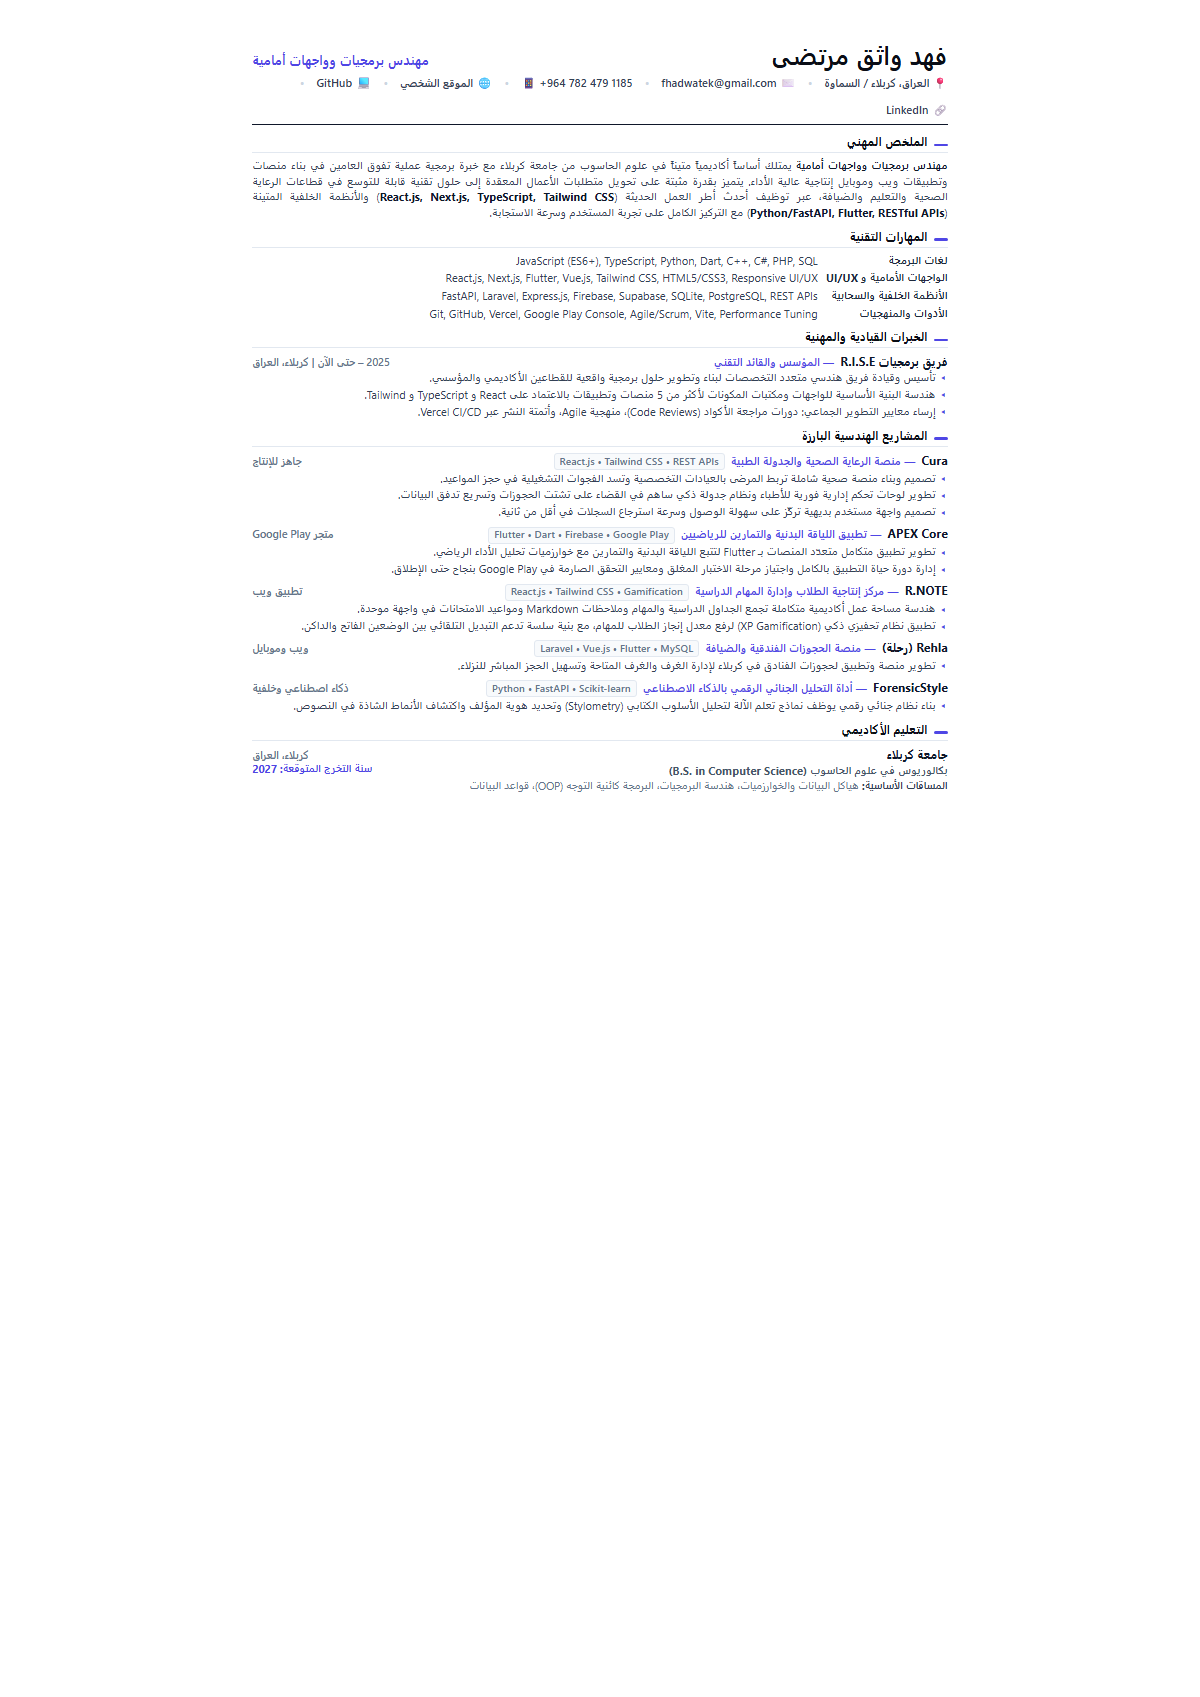 فهد واثق مرتضى
مهندس برمجيات وواجهات أمامية
📍 العراق، كربلاء / السماوة • ✉️ fhadwatek@gmail.com • 📱 +964 782 479 1185 • 🌐 الموقع الشخصي • 💻 GitHub •
🔗 LinkedIn
الملخص المهني
مهندس برمجيات وواجهات أمامية يمتلك أساساً أكاديمياً متيناً في علوم الحاسوب من جامعة كربلاء مع خبرة برمجية عملية تفوق العامين في بناء منصات
وتطبيقات ويب وموبايل إنتاجية عالية الأداء. يتميز بقدرة مثبتة على تحويل متطلبات الأعمال المعقدة إلى حلول تقنية قابلة للتوسع في قطاعات الرعاية
الصحية والتعليم والضيافة، عبر توظيف أحدث أطر العمل الحديثة (React.js, Next.js, TypeScript, Tailwind CSS) والأنظمة الخلفية المتينة
(Python/FastAPI, Flutter, RESTful APIs) مع التركيز الكامل على تجربة المستخدم وسرعة الاستجابة.
المهارات التقنية
لغات البرمجة JavaScript (ES6+), TypeScript, Python, Dart, C++, C#, PHP, SQL
الواجهات الأمامية و UI/UX React.js, Next.js, Flutter, Vue.js, Tailwind CSS, HTML5/CSS3, Responsive UI/UX
الأنظمة الخلفية والسحابية FastAPI, Laravel, Express.js, Firebase, Supabase, SQLite, PostgreSQL, REST APIs
الأدوات والمنهجيات Git, GitHub, Vercel, Google Play Console, Agile/Scrum, Vite, Performance Tuning
الخبرات القيادية والمهنية
فريق برمجيات R.I.S.E — المؤسس والقائد التقني 2025 – حتى الآن | كربلاء، العراق
تأسيس وقيادة فريق هندسي متعدد التخصصات لبناء وتطوير حلول برمجية واقعية للقطاعين الأكاديمي والمؤسسي.
هندسة البنية الأساسية للواجهات ومكتبات المكونات لأكثر من 5 منصات وتطبيقات بالاعتماد على React و TypeScript و Tailwind.
إرساء معايير التطوير الجماعي: دورات مراجعة الأكواد (Code Reviews)، منهجية Agile، وأتمتة النشر عبر Vercel CI/CD.
المشاريع الهندسية البارزة
Cura — منصة الرعاية الصحية والجدولة الطبية React.js • Tailwind CSS • REST APIs جاهز للإنتاج
تصميم وبناء منصة صحية شاملة تربط المرضى بالعيادات التخصصية وتسد الفجوات التشغيلية في حجز المواعيد.
تطوير لوحات تحكم إدارية فورية للأطباء ونظام جدولة ذكي ساهم في القضاء على تشتت الحجوزات وتسريع تدفق البيانات.
تصميم واجهة مستخدم بديهية تركّز على سهولة الوصول وسرعة استرجاع السجلات في أقل من ثانية.
APEX Core — تطبيق اللياقة البدنية والتمارين للرياضيين Flutter • Dart • Firebase • Google Play متجر Google Play
تطوير تطبيق متكامل متعدد المنصات بـ Flutter لتتبع اللياقة البدنية والتمارين مع خوارزميات تحليل الأداء الرياضي.
إدارة دورة حياة التطبيق بالكامل واجتياز مرحلة الاختبار المغلق ومعايير التحقق الصارمة في Google Play بنجاح حتى الإطلاق.
R.NOTE — مركز إنتاجية الطلاب وإدارة المهام الدراسية React.js • Tailwind CSS • Gamification تطبيق ويب
هندسة مساحة عمل أكاديمية متكاملة تجمع الجداول الدراسية والمهام وملاحظات Markdown ومواعيد الامتحانات في واجهة موحدة.
تطبيق نظام تحفيزي ذكي (XP Gamification) لرفع معدل إنجاز الطلاب للمهام، مع بنية سلسة تدعم التبديل التلقائي بين الوضعين الفاتح والداكن.
Rehla (رحلة) — منصة الحجوزات الفندقية والضيافة Laravel • Vue.js • Flutter • MySQL ويب وموبايل
تطوير منصة وتطبيق لحجوزات الفنادق في كربلاء لإدارة الغرف والغرف المتاحة وتسهيل الحجز المباشر للنزلاء.
ForensicStyle — أداة التحليل الجنائي الرقمي بالذكاء الاصطناعي Python • FastAPI • Scikit-learn ذكاء اصطناعي وخلفية
بناء نظام جنائي رقمي يوظف نماذج تعلم الآلة لتحليل الأسلوب الكتابي (Stylometry) وتحديد هوية المؤلف واكتشاف الأنماط الشاذة في النصوص.
التعليم الأكاديمي
جامعة كربلاء كربلاء، العراق
بكالوريوس في علوم الحاسوب (B.S. in Computer Science) سنة التخرج المتوقعة: 2027
المساقات الأساسية: هياكل البيانات والخوارزميات، هندسة البرمجيات، البرمجة كائنية التوجه (OOP)، قواعد البيانات